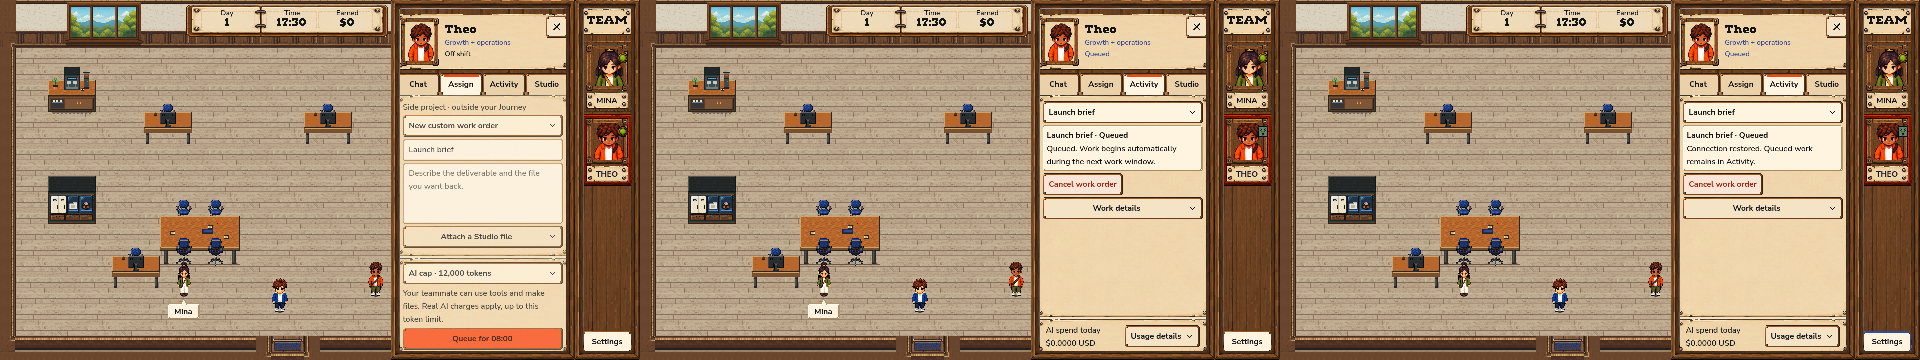 Day
1
Time
17:30
Earned
$0
Theo
Growth + operations
Off shift
Chat
Assign
Activity
Studio
Side project · outside your Journey
New custom work order
Launch brief
Describe the deliverable and the file
you want back.
Attach a Studio file
AI cap · 12,000 tokens
Your teammate can use tools and make
files. Real AI charges apply, up to this
token limit.
Queue for 08:00
Mina
TEAM
MINA
THEO
Settings
Day
1
Time
17:30
Earned
$0
Theo
Growth + operations
Queued
Chat
Assign
Activity
Studio
Launch brief
Launch brief · Queued
Queued. Work begins automatically
during the next work window.
Cancel work order
Work details
AI spend today
$0.0000 USD
Usage details
Mina
TEAM
MINA
THEO
Settings
Day
1
Time
17:30
Earned
$0
Theo
Growth + operations
Queued
Chat
Assign
Activity
Studio
Launch brief
Launch brief · Queued
Connection restored. Queued work
remains in Activity.
Cancel work order
Work details
AI spend today
$0.0000 USD
Usage details
TEAM
MINA
THEO
Settings